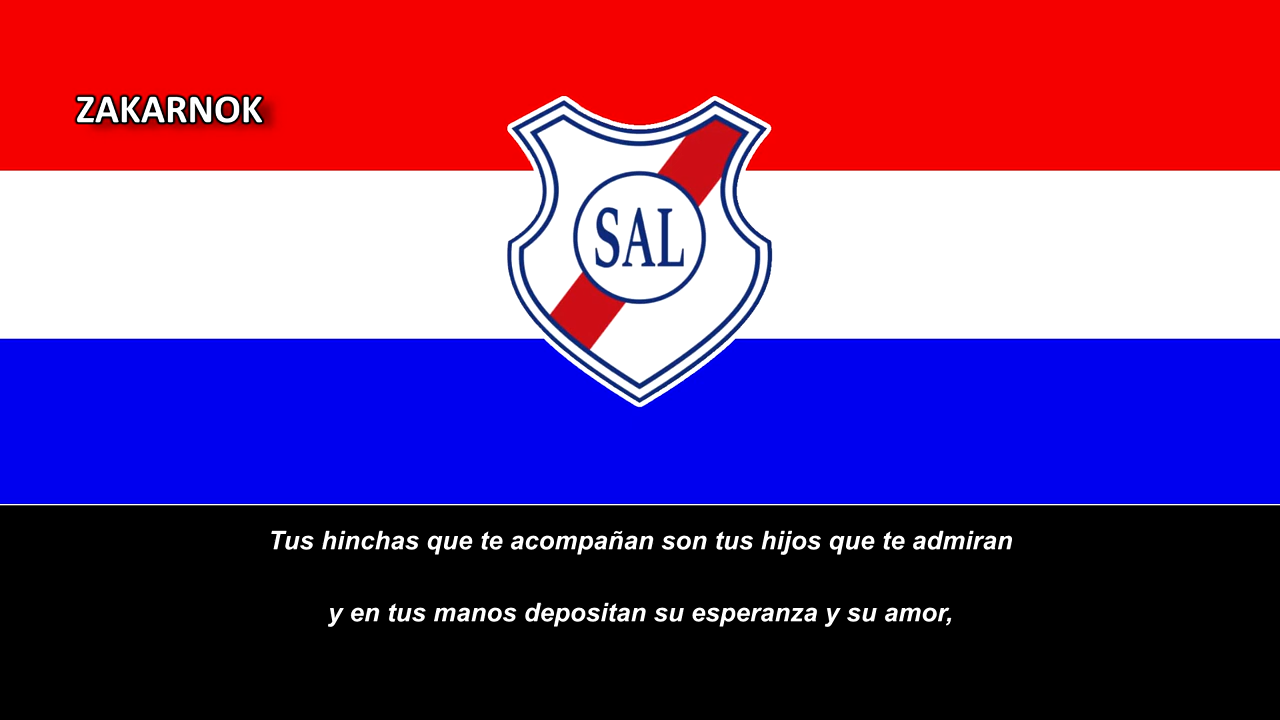 ZAKARNOK
SAL
Tus hinchas que te acompañan son tus hijos que te admiran
y en tus manos depositan su esperanza y su amor,